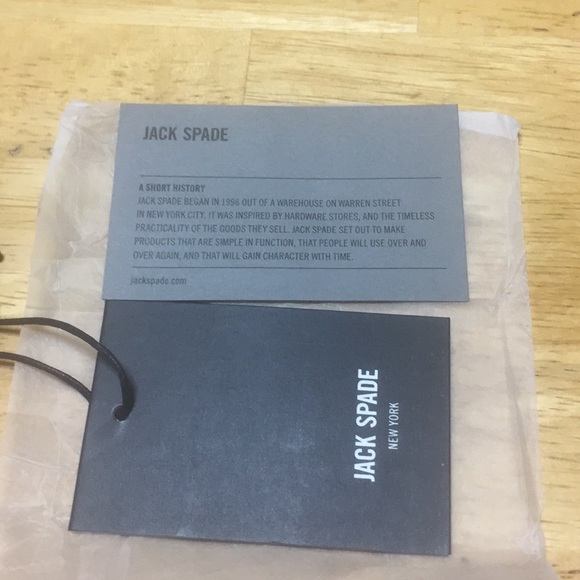 JACK SPADE
A SHORT HISTORY
JACK SPADE BEGAN IN 1996 OUT OF A WAREHOUSE ON WARREN STREET
IN NEW YORK CITY. IT WAS INSPIRED BY HARDWARE STORES, AND THE TIMELESS
PRACTICALITY OF THE GOODS THEY SELL. JACK SPADE SET OUT TO MAKE
PRODUCTS THAT ARE SIMPLE IN FUNCTION, THAT PEOPLE WILL USE OVER AND
OVER AGAIN, AND THAT WILL GAIN CHARACTER WITH TIME.
jackspade.com
JACK SPADE
NEW YORK